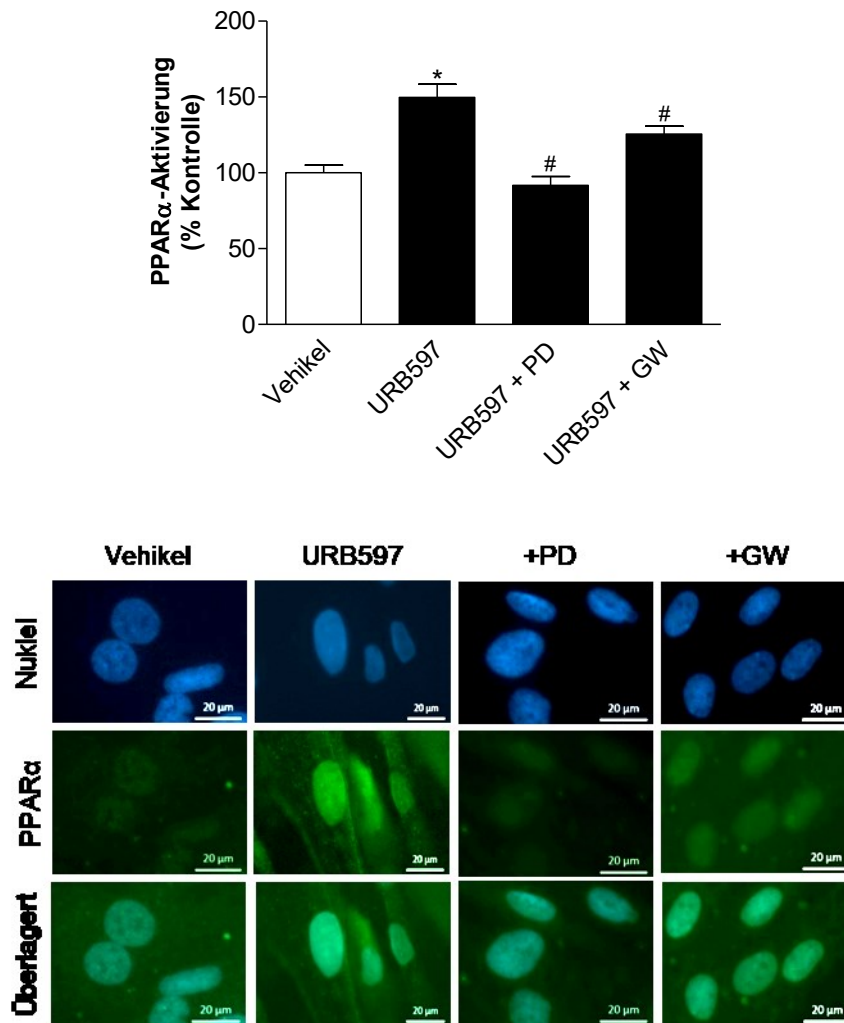 PPARα-Aktivierung
(% Kontrolle)
200
150
100
50
0
*
#
#
Vehikel
URB597
URB597 + PD
URB597 + GW
Vehikel URB597 +PD +GW
Nukleī
20 µm 20 µm 20 µm 20 µm
PPARα
20 µm 20 µm 20 µm 20 µm
Überlagert
20 µm 20 µm 20 µm 20 µm